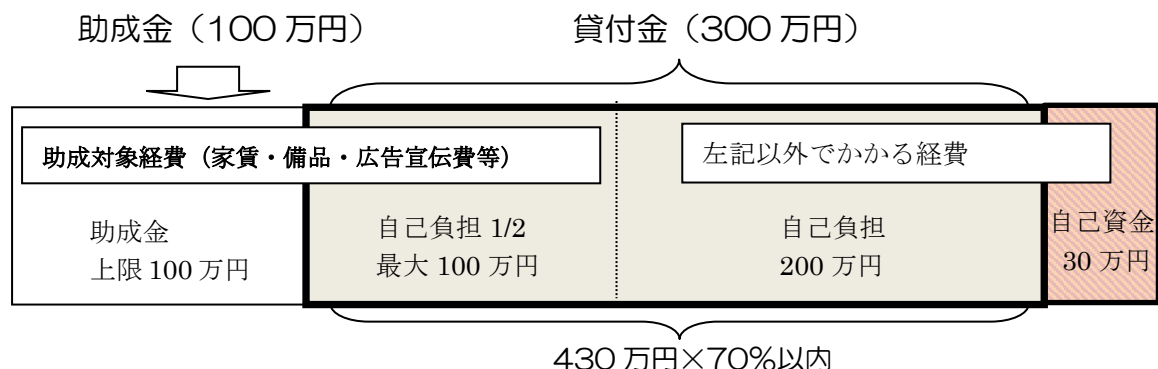 助成金（100 万円）
貸付金（300 万円）
助成対象経費（家賃・備品・広告宣伝費等）
左記以外でかかる経費
助成金
上限 100 万円
自己負担 1/2
最大 100 万円
自己負担
200 万円
自己資金
30 万円
430 万円×70％以内